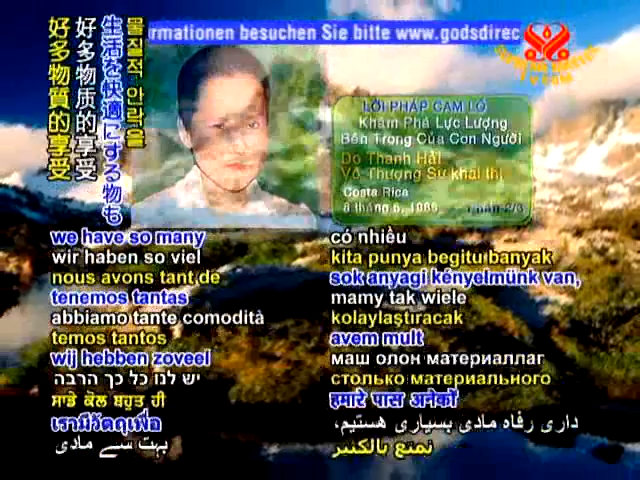 rmationen besuchen Sie bitte www.godsdirec
SUPREME MASTER
TV.COM
好多物質的享受
好多物质的享受
生活を快適にする物も
물질적 안락을
LỜI PHÁP CAM LỒ
Khám Phá Lực Lượng
Bên Trong Của Con Người
Do Thanh Hải
Vô Thượng Sư khai thị
Costa Rica
we have so many
wir haben so viel
nous avons tant de
tenemos tantas
abbiamo tante comodità
temos tantos
wij hebben zoveel
יש לנו כל כך הרבה
ਸਾਡੇ ਕੋਲ ਬਹੁਤ ਹੀ
เรามีวัตถุเพื่อ
بہت سے مادی
có nhiều
kita punya begitu banyak
sok anyagi kényelmünk van,
mamy tak wiele
kolaylaştıracak
avem mult
маш олон материаллаг
столько материального
हमारे पास अनेकों
داری رفاه مادی بسیاری هستیم،
نمتع بالكثير